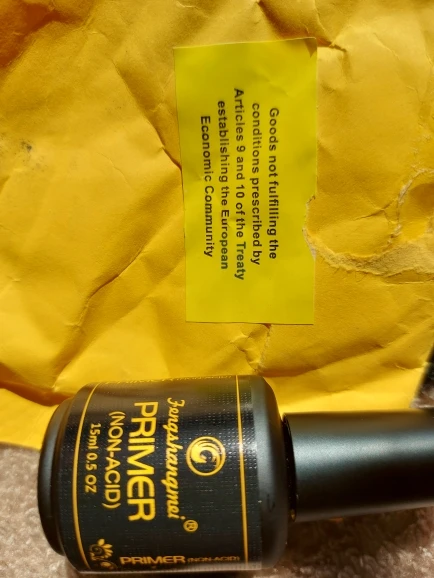 Goods not fulfilling the
conditions prescribed by
Articles 9 and 10 of the Treaty
establishing the European
Economic Community
Fengshangmei®
PRIMER
(NON-ACID)
15ml 0.5 OZ
PRIMER (NON-ACID)